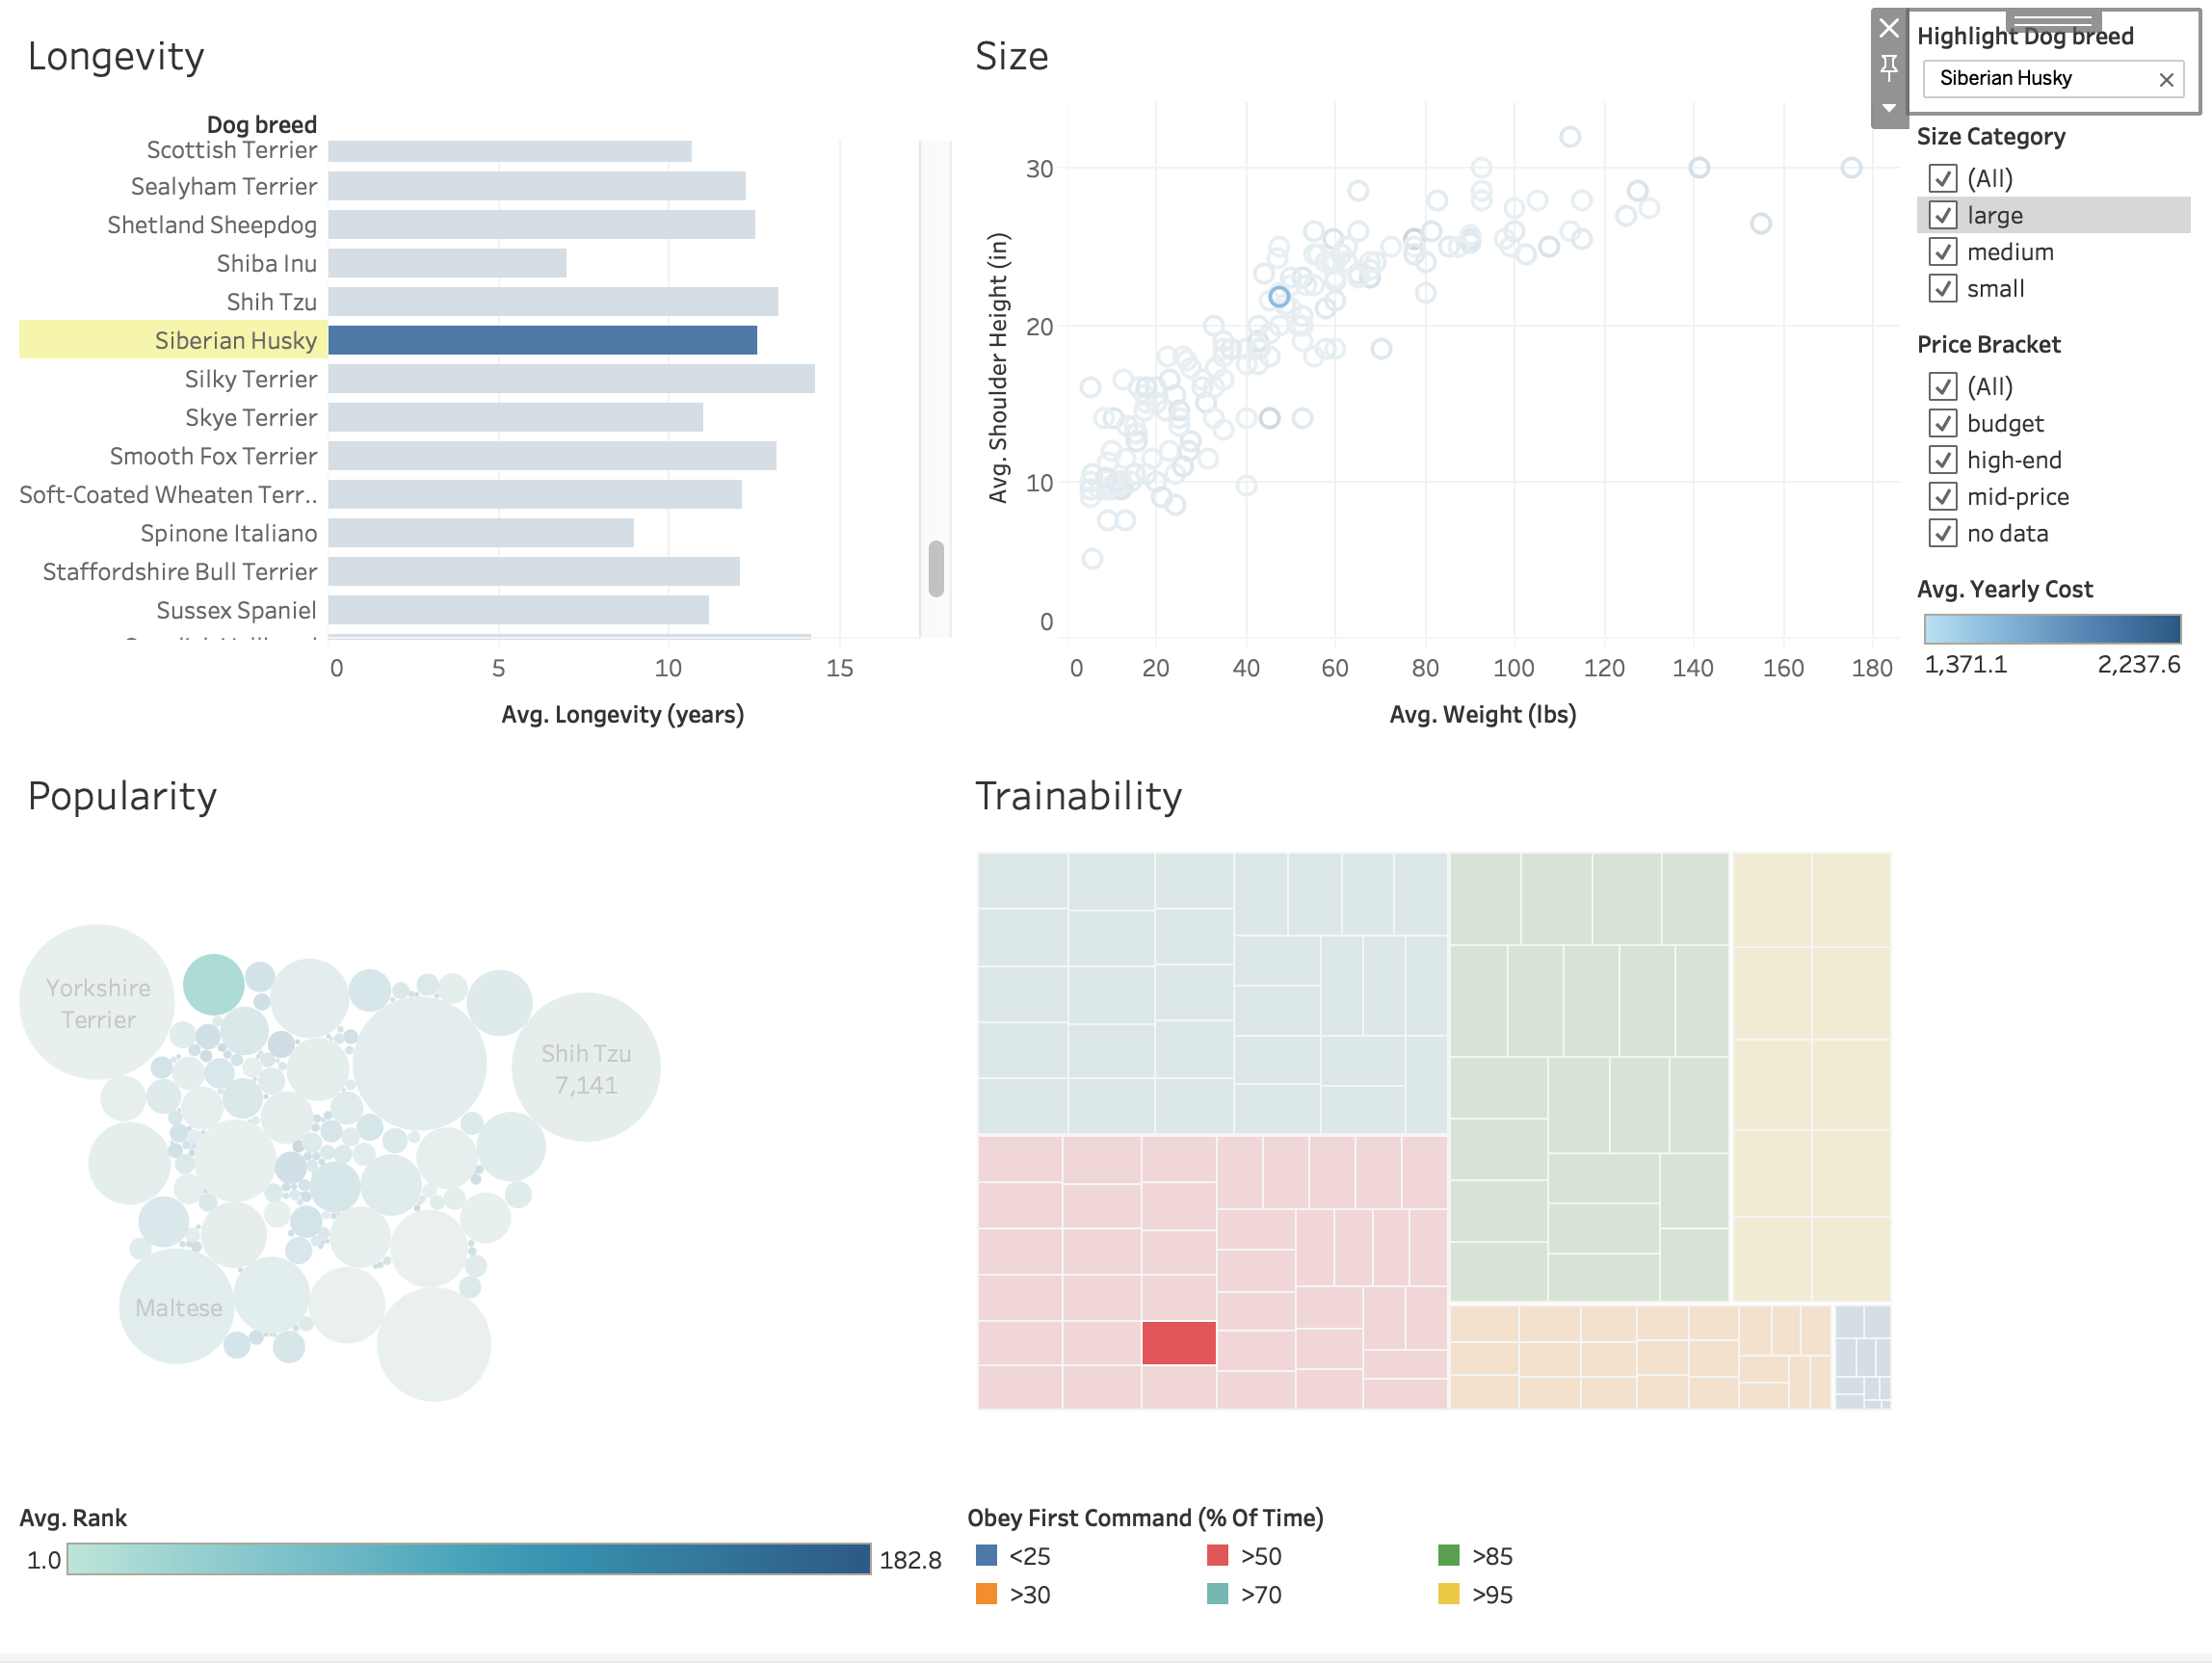 Longevity
Dog breed
Scottish Terrier
Sealyham Terrier
Shetland Sheepdog
Shiba Inu
Shih Tzu
Siberian Husky
Silky Terrier
Skye Terrier
Smooth Fox Terrier
Soft-Coated Wheaten Terr..
Spinone Italiano
Staffordshire Bull Terrier
Sussex Spaniel
0 5 10 15
Avg. Longevity (years)
Size
Avg. Shoulder Height (in)
30
20
10
0
0 20 40 60 80 100 120 140 160 180
Avg. Weight (lbs)
Highlight Dog breed
Siberian Husky
Size Category
(All)
large
medium
small
Price Bracket
(All)
budget
high-end
mid-price
no data
Avg. Yearly Cost
1,371.1 2,237.6
Popularity
Yorkshire
Terrier
Shih Tzu
7,141
Maltese
Avg. Rank
1.0 182.8
Trainability
Obey First Command (% Of Time)
<25 >50 >85
>30 >70 >95